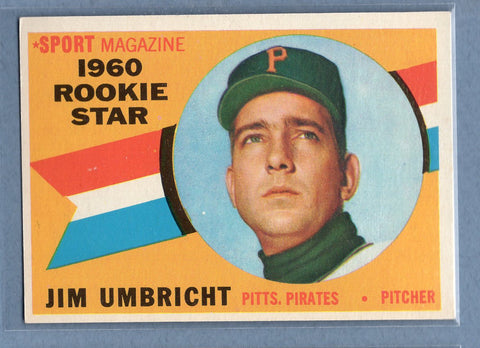 *SPORT MAGAZINE
1960
ROOKIE
STAR
P
JIM UMBRICHT PITTS. PIRATES • PITCHER